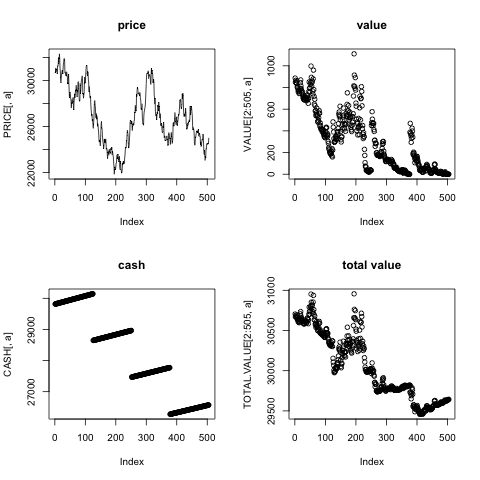 price
PRICE[, a]
22000 26000 30000
0 100 200 300 400 500
Index
value
VALUE[2:505, a]
0 200 600 1000
0 100 200 300 400 500
Index
cash
CASH[, a]
27000 29000
0 100 200 300 400 500
Index
total value
TOTAL.VALUE[2:505, a]
29500 30000 30500 31000
0 100 200 300 400 500
Index